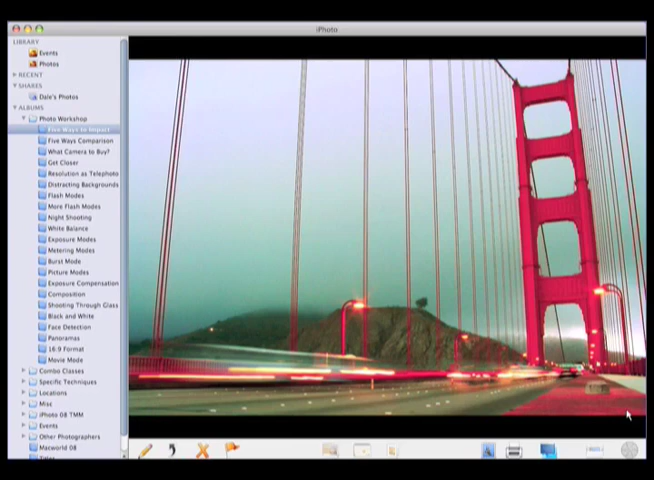 iPhoto
LIBRARY
Events
Photos
RECENT
SHARES
Dale's Photos
ALBUMS
Photo Workshop
Five Ways to Impact
Five Ways Comparison
What Camera to Buy?
Get Closer
Resolution as Telephoto
Distracting Backgrounds
Flash Modes
More Flash Modes
Night Shooting
White Balance
Exposure Modes
Metering Modes
Burst Mode
Picture Modes
Exposure Compensation
Composition
Shooting Through Glass
Black and White
Face Detection
Panoramas
16:9 Format
Movie Mode
Combo Classes
Specific Techniques
Locations
Misc
iPhoto 08 TMM
Events
Other Photographers
Macworld 08